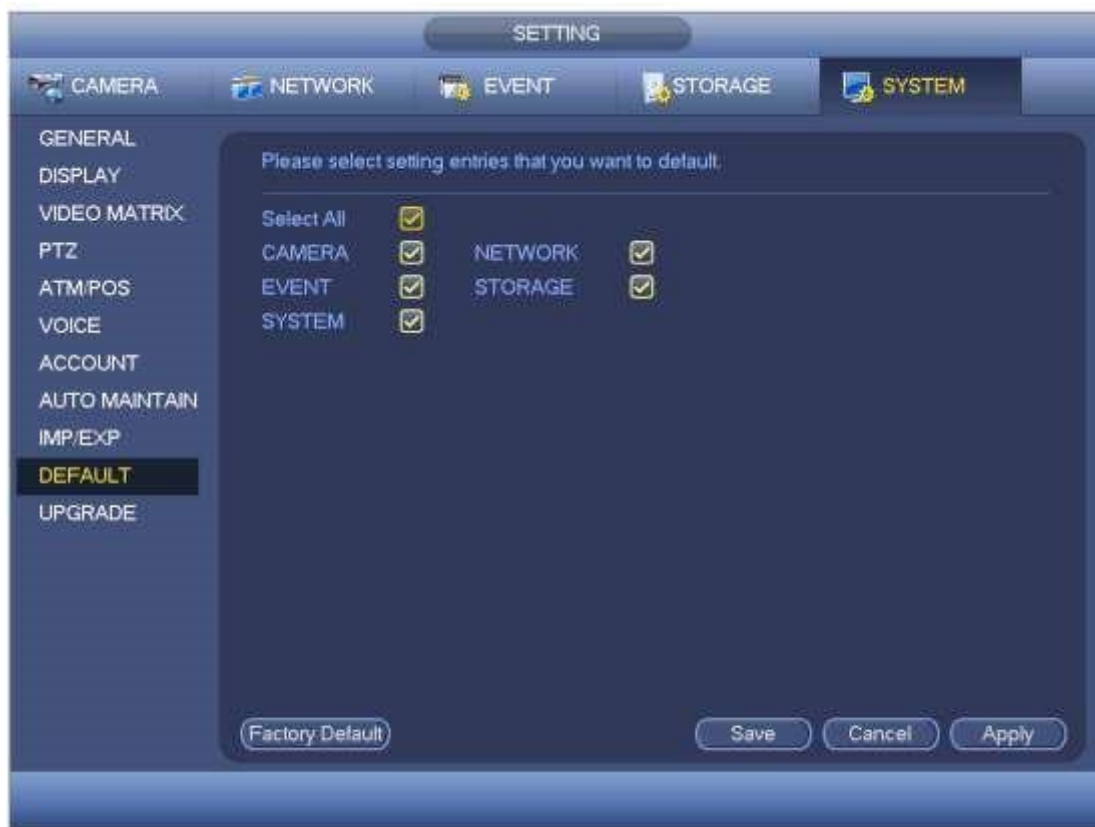 SETTING
CAMERA NETWORK EVENT STORAGE SYSTEM
GENERAL
DISPLAY
VIDEO MATRIX
PTZ
ATM/POS
VOICE
ACCOUNT
AUTO MAINTAIN
IMP/EXP
DEFAULT
UPGRADE
Please select setting entries that you want to default.
Select All
CAMERA NETWORK
EVENT STORAGE
SYSTEM
Factory Default Save Cancel Apply